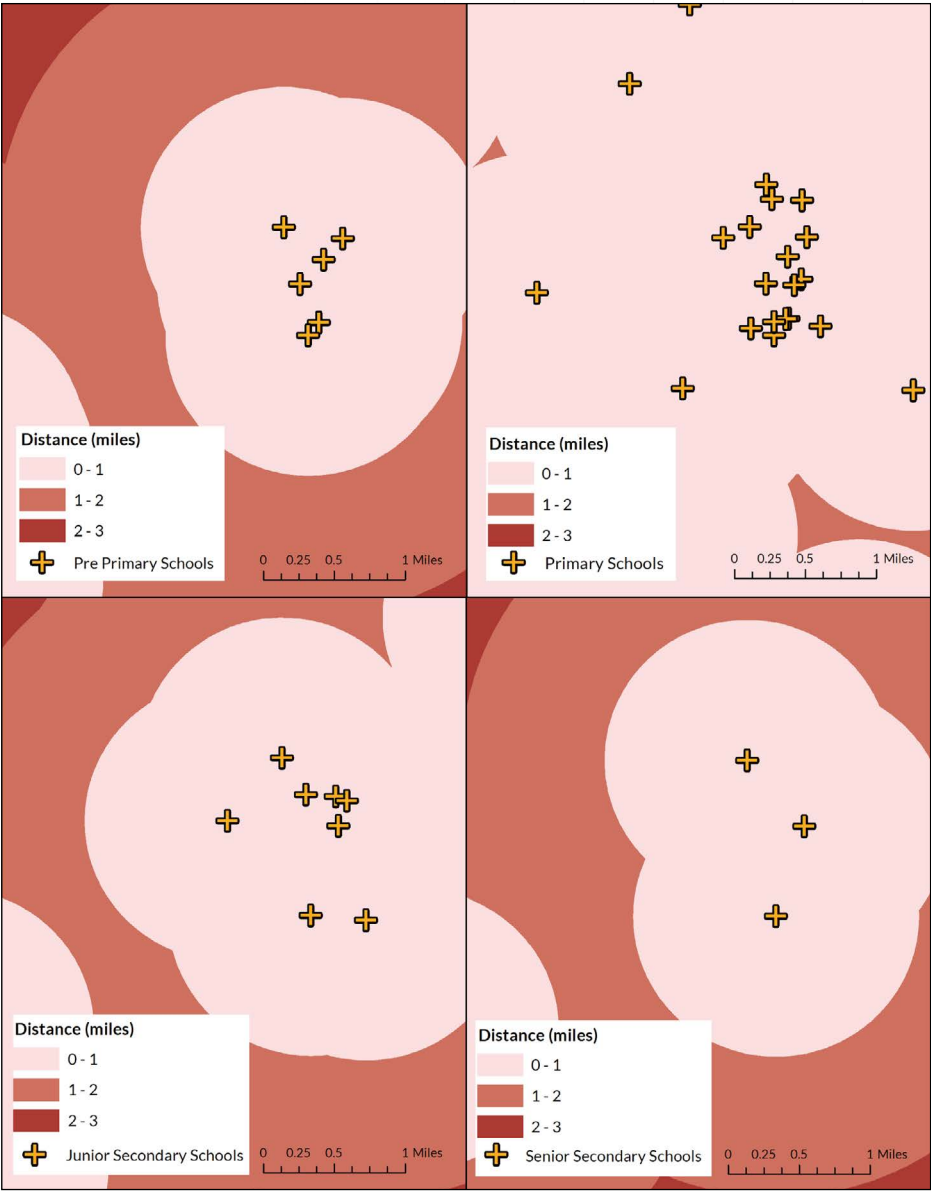 Distance (miles)
0 - 1
1 - 2
2 - 3
Pre Primary Schools
0 0.25 0.5 1 Miles
Distance (miles)
0 - 1
1 - 2
2 - 3
Primary Schools
0 0.25 0.5 1 Miles
Distance (miles)
0 - 1
1 - 2
2 - 3
Junior Secondary Schools
0 0.25 0.5 1 Miles
Distance (miles)
0 - 1
1 - 2
2 - 3
Senior Secondary Schools
0 0.25 0.5 1 Miles